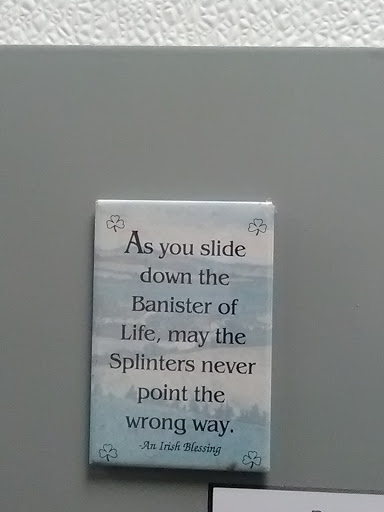 As you slide
down the
Banister of
Life, may the
Splinters never
point the
wrong way.
-An Irish Blessing